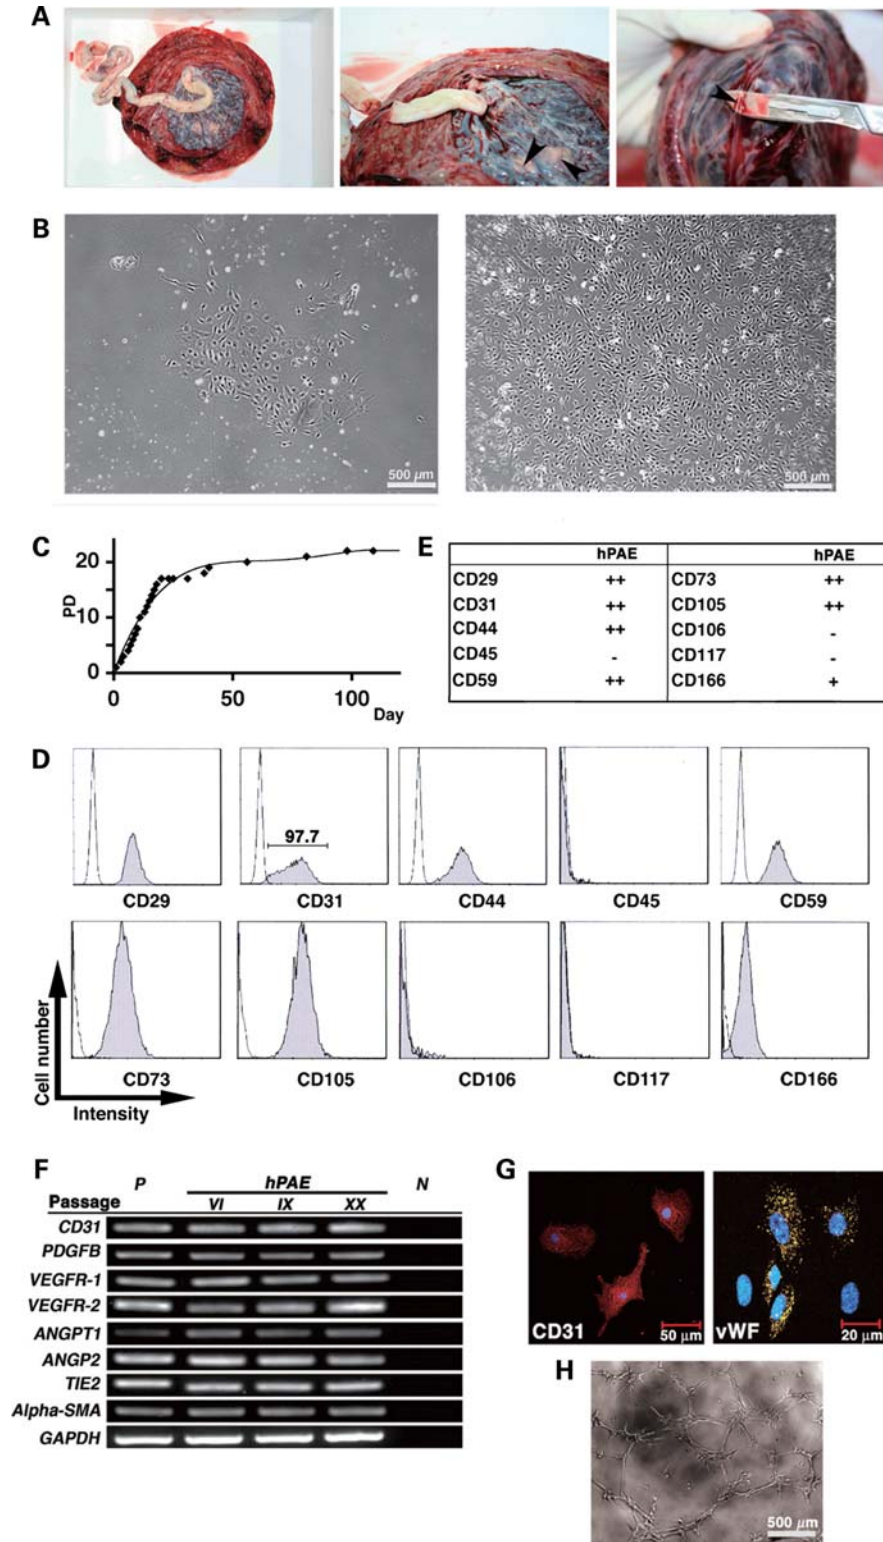 A
B
500 µm
500 µm
C
20
10
0
PD
0 50 100
Day
E
hPAE hPAE
CD29 ++ CD73 ++
CD31 ++ CD105 ++
CD44 ++ CD106 -
CD45 - CD117 -
CD59 ++ CD166 +
D
97.7
CD29 CD31 CD44 CD45 CD59
CD73 CD105 CD106 CD117 CD166
Cell number
Intensity
F
P hPAE N
Passage VI IX XX
CD31
PDGFB
VEGFR-1
VEGFR-2
ANGPT1
ANGP2
TIE2
Alpha-SMA
GAPDH
G
CD31 50 µm
vWF 20 µm
H
500 µm